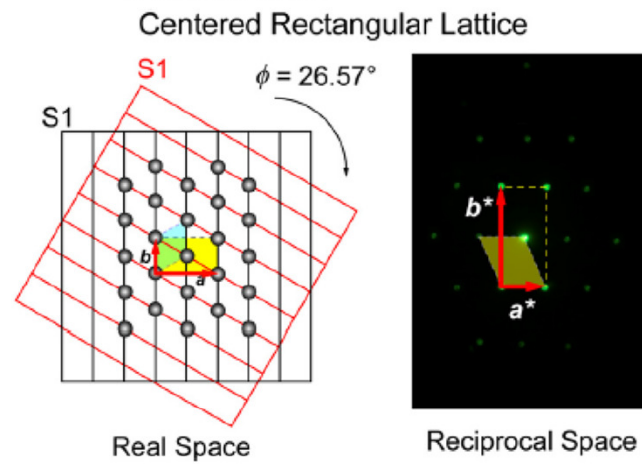 Centered Rectangular Lattice
S1
ϕ = 26.57°
S1
b
a
b*
a*
Real Space
Reciprocal Space